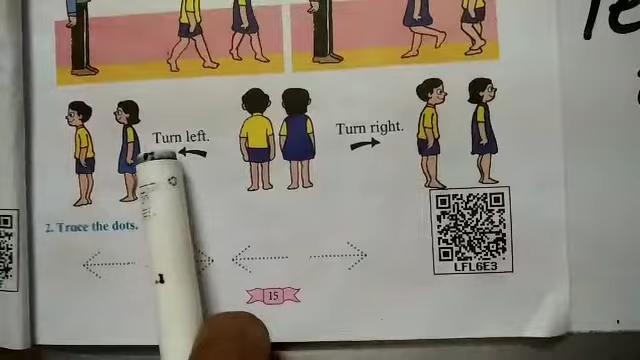 Turn left.
Turn right.
2. Trace the dots.
LFL6E3
15